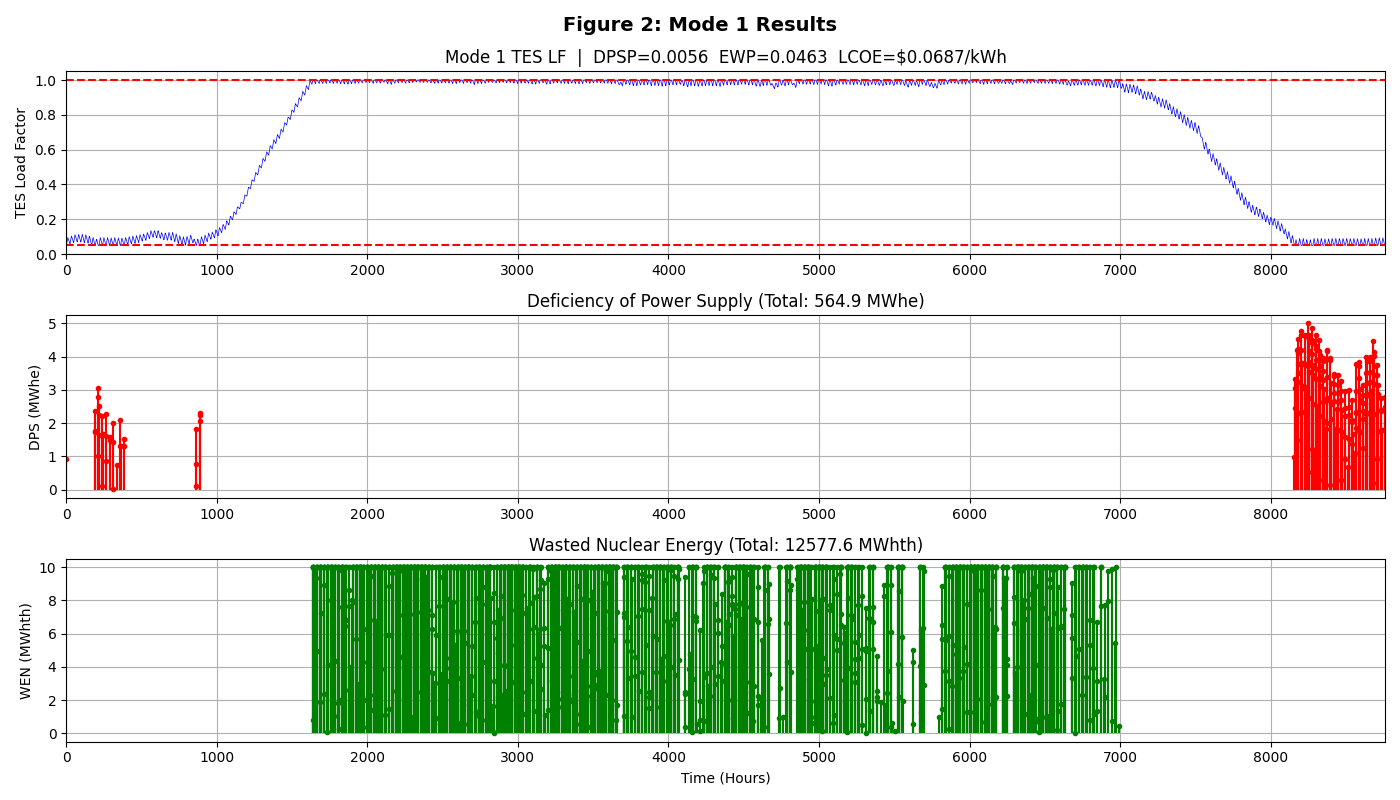 Figure 2: Mode 1 Results
Mode 1 TES LF | DPSP=0.0056 EWP=0.0463 LCOE=$0.0687/kWh
TES Load Factor
1.0
0.8
0.6
0.4
0.2
0.0
0 1000 2000 3000 4000 5000 6000 7000 8000
Deficiency of Power Supply (Total: 564.9 MWhe)
DPS (MWhe)
5
4
3
2
1
0
0 1000 2000 3000 4000 5000 6000 7000 8000
Wasted Nuclear Energy (Total: 12577.6 MWhth)
WEN (MWhth)
10
8
6
4
2
0
0 1000 2000 3000 4000 5000 6000 7000 8000
Time (Hours)